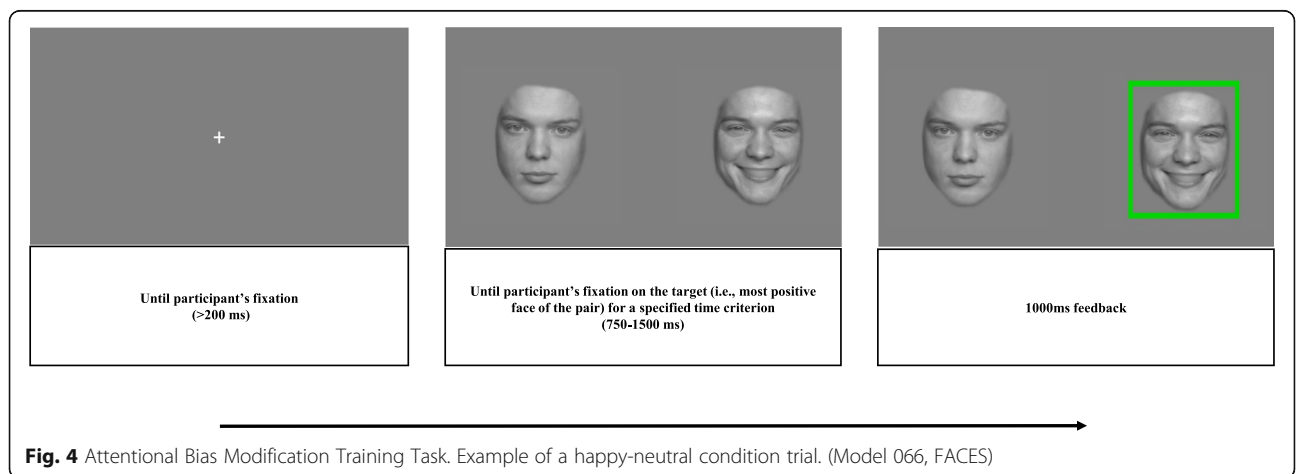 +
Until participant's fixation
(>200 ms)
Until participant's fixation on the target (i.e., most positive
face of the pair) for a specified time criterion
(750-1500 ms)
1000ms feedback
Fig. 4 Attentional Bias Modification Training Task. Example of a happy-neutral condition trial. (Model 066, FACES)